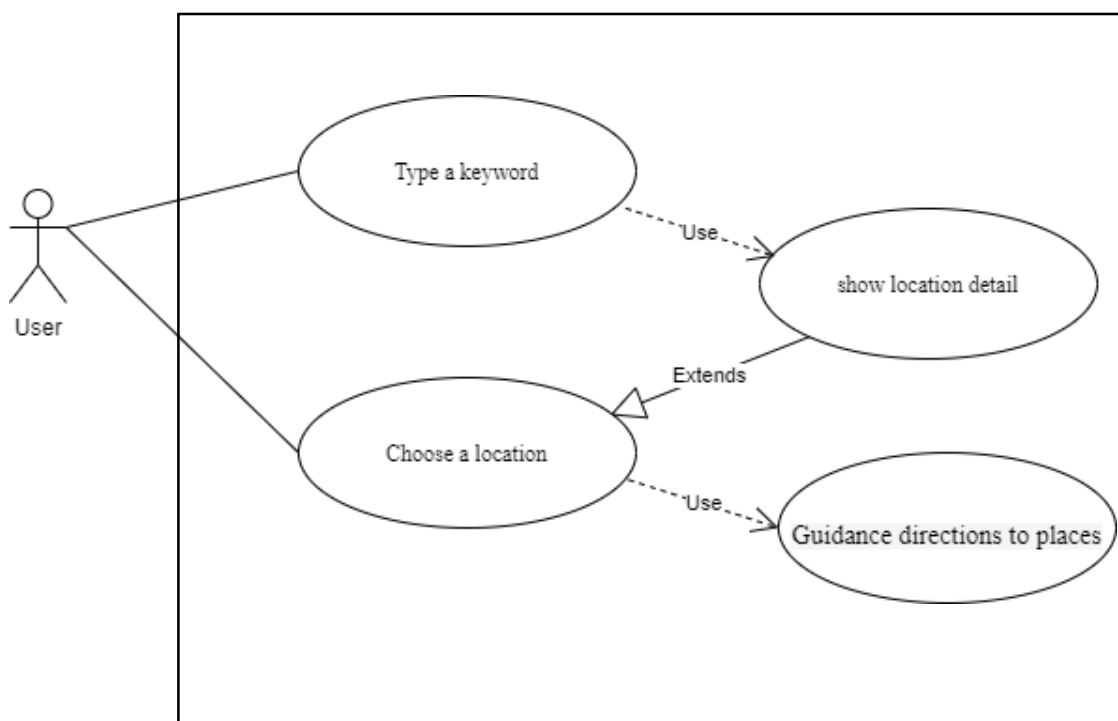 Type a keyword
Use
show location detail
User
Extends
Choose a location
Use
Guidance directions to places